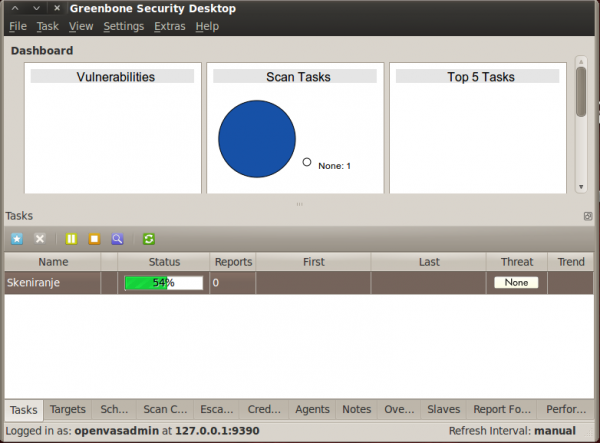 Greenbone Security Desktop
File Task View Settings Extras Help
Dashboard
Vulnerabilities Scan Tasks Top 5 Tasks
None: 1
Tasks
Name Status Reports First Last Threat Trend
Skeniranje 54% 0 None
Tasks Targets Sch... Scan C... Esca... Cred... Agents Notes Ove... Slaves Report Fo... Perfor...
Logged in as: openvasadmin at 127.0.0.1:9390 Refresh Interval: manual